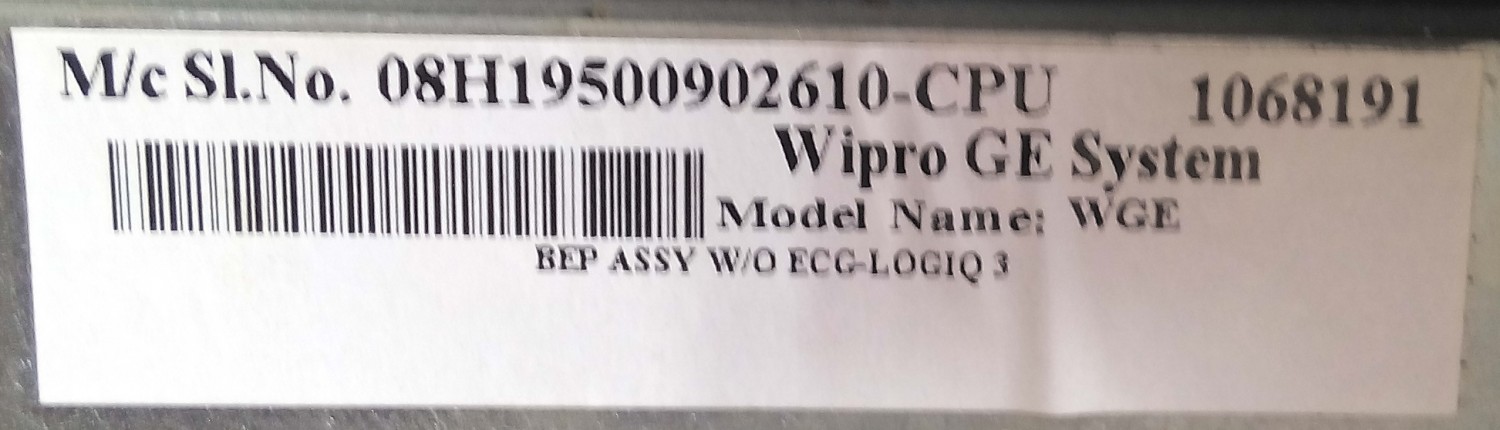 M/c Sl.No. 08H19500902610-CPU 1068191
Wipro GE System
Model Name: WGE
BEP ASSY W/O ECG-LOGIQ 3